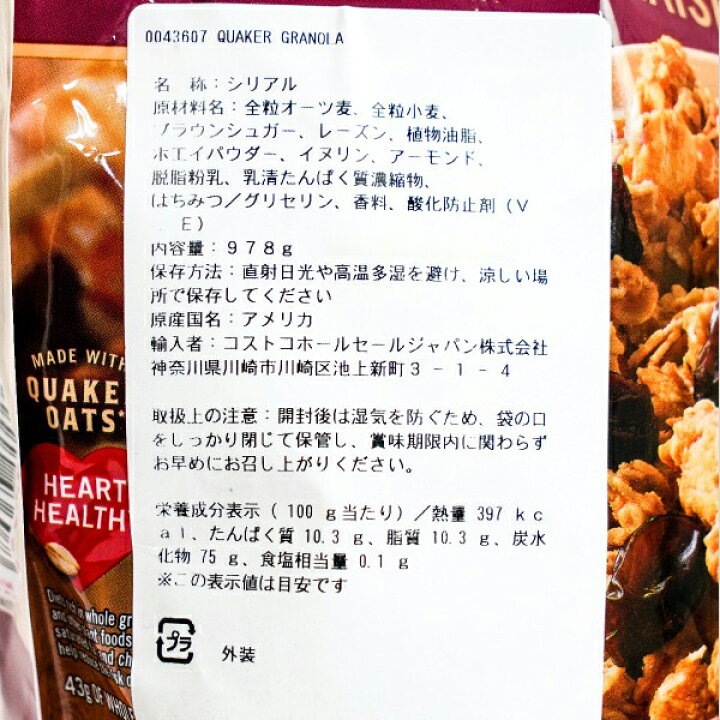 0043607 QUAKER GRANOLA
名　称：シリアル
原材料名：全粒オーツ麦、全粒小麦、
ブラウンシュガー、レーズン、植物油脂、
ホエイパウダー、イヌリン、アーモンド、
脱脂粉乳、乳清たんぱく質濃縮物、
はちみつ／グリセリン、香料、酸化防止剤（V
E）
内容量：978g
保存方法：直射日光や高温多湿を避け、涼しい場
所で保存してください
原産国名：アメリカ
輸入者：コストコホールセールジャパン株式会社
神奈川県川崎市川崎区池上新町3－1－4
取扱上の注意：開封後は湿気を防ぐため、袋の口
をしっかり閉じて保管し、賞味期限内に関わらず
お早めにお召し上がりください。
栄養成分表示（100g当たり）／熱量 397 kc
al、たんぱく質 10.3g、脂質 10.3g、炭水
化物 75g、食塩相当量 0.1g
※この表示値は目安です
プラ 外装
MADE WITH
QUAKER
OATS
HEART
HEALTHY
whole
foods
and
help
43g OF